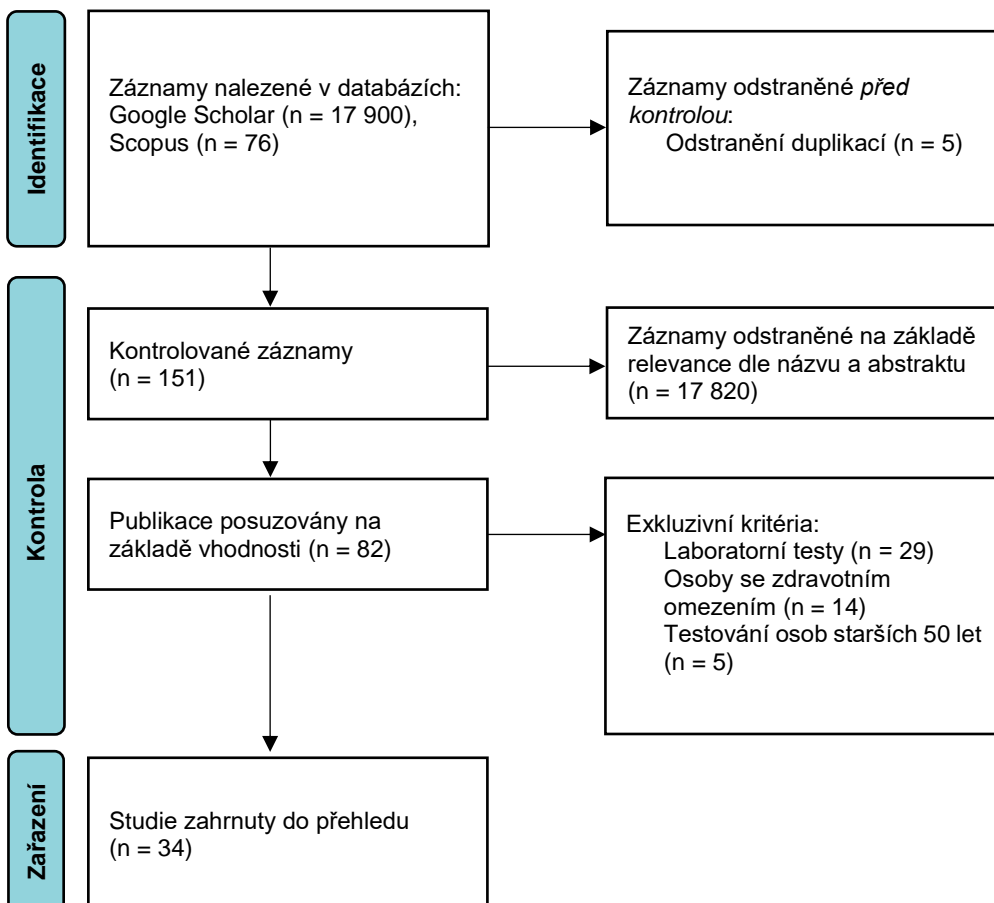 Identifikace
Záznamy nalezené v databázích:
Google Scholar (n = 17 900),
Scopus (n = 76)
Záznamy odstraněné před
kontrolou:
Odstranění duplikací (n = 5)
Kontrola
Kontrolované záznamy
(n = 151)
Záznamy odstraněné na základě
relevance dle názvu a abstraktu
(n = 17 820)
Publikace posuzovány na
základě vhodnosti (n = 82)
Exkluzivní kritéria:
Laboratorní testy (n = 29)
Osoby se zdravotním
omezením (n = 14)
Testování osob starších 50 let
(n = 5)
Zařazení
Studie zahrnuty do přehledu
(n = 34)